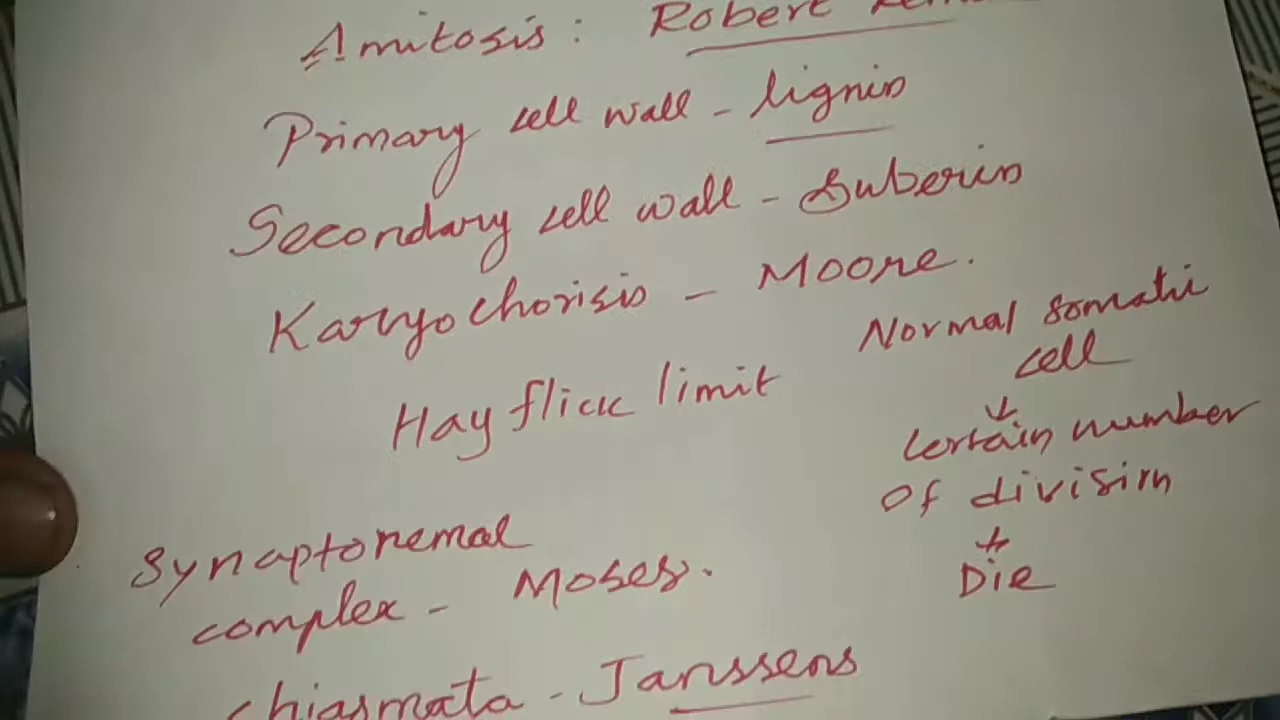 Amitosis: Robert
Primary cell wall - lignin
Secondary cell wall - Suberin
Karyochorisis - Moore.
Hay flick limit
Normal somatic
cell
↓
Certain number
of division
↓
Die
Synaptonemal
complex - Moses.
Chiasmata - Janssens